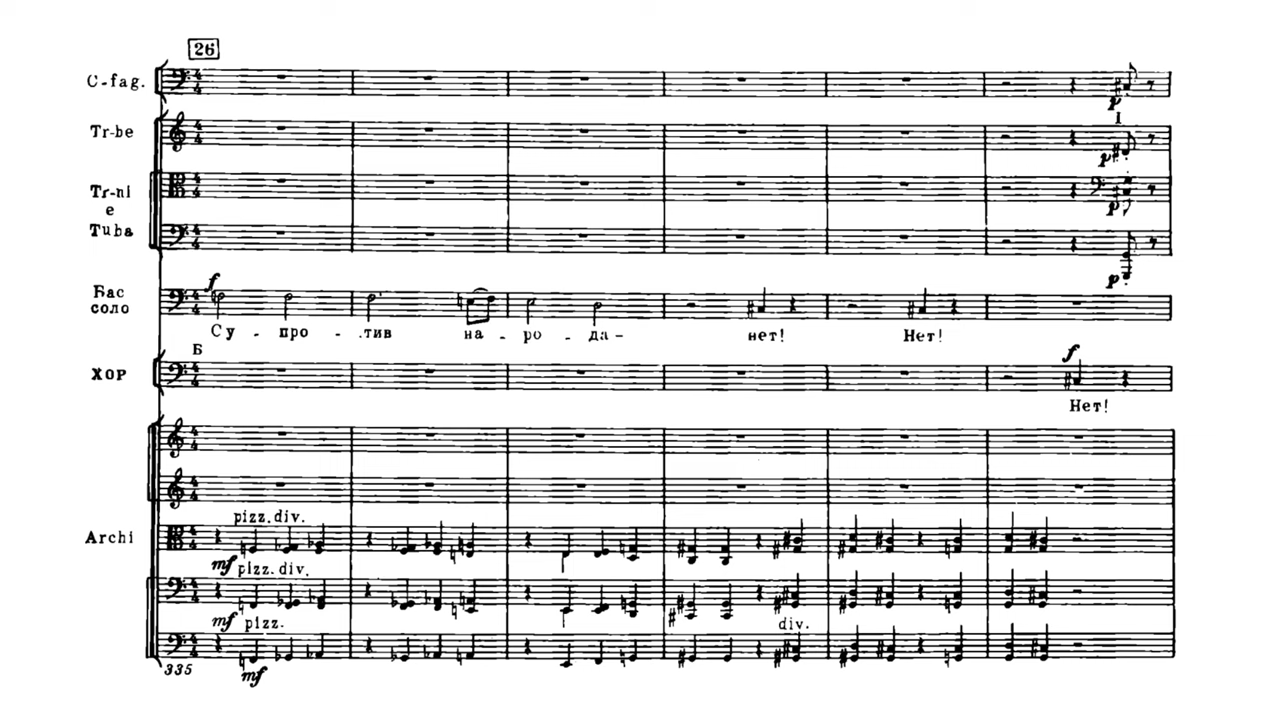 26
C-fag.
p
I
Tr-be
p
Tr-ni
e
Tuba
p
p
f
Бас
соло
Су - про - .тив на - ро - да- нет! Нет!
Б
f
ХОР
Нет!
pizz. div.
Archi
mf pizz. div.
mf pizz.
div.
335
mf